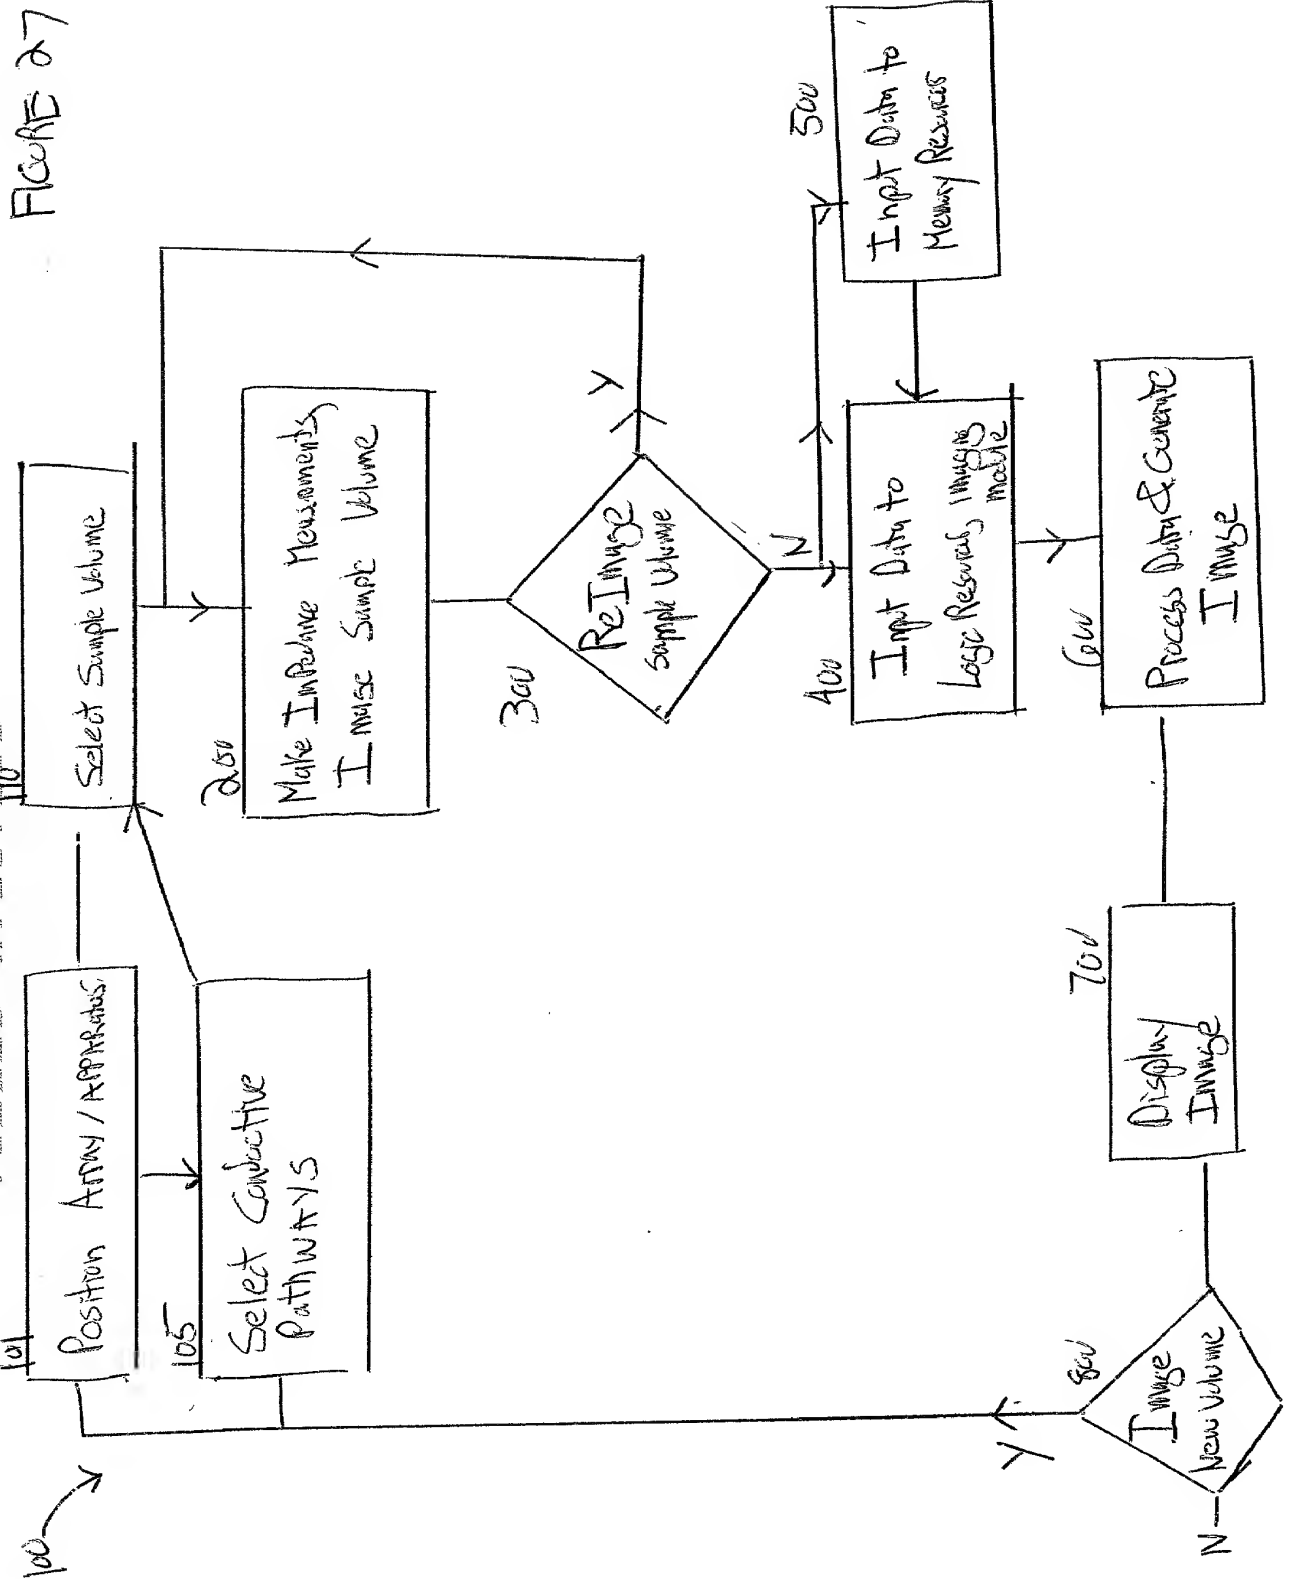 FIGURE 27
100
101
Position Array/Apparatus
110
Select Sample Volume
105
Select Conductive
Pathways
200
Make Impedance Measurements,
Image Sample Volume
300
ReImage
Sample Volume
Y
N
400
Input Data to
Logic Resources, Imaging
module
500
Input Data to
Memory Resources
600
Process Data & Generate
Image
700
Display
Image
800
Image
New Volume
Y
N